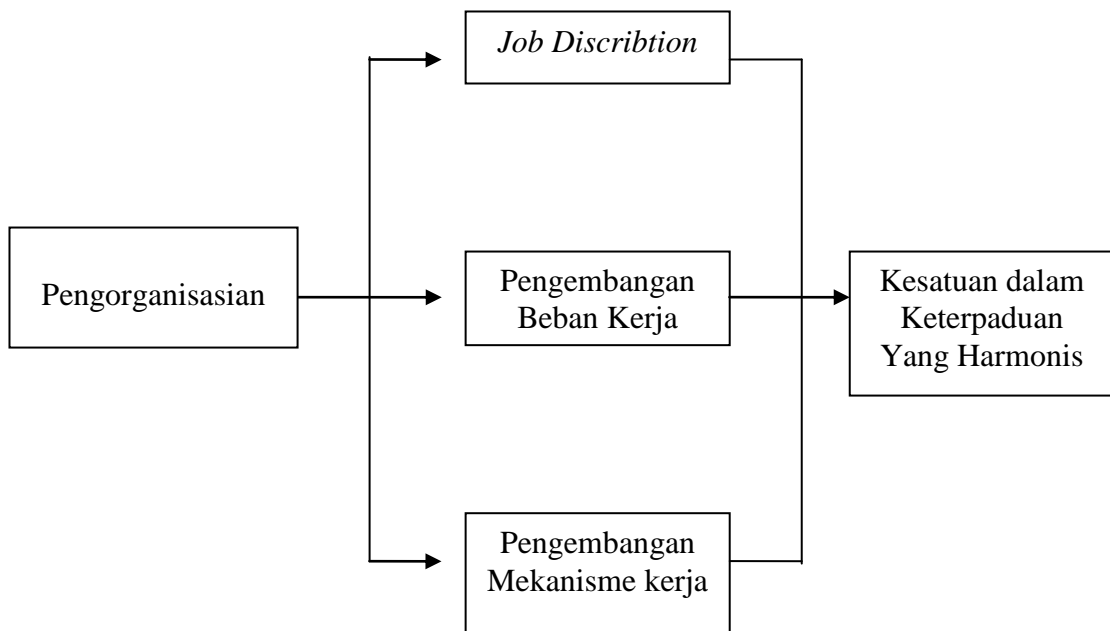 Job Discribtion
Pengorganisasian
Pengembangan
Beban Kerja
Kesatuan dalam
Keterpaduan
Yang Harmonis
Pengembangan
Mekanisme kerja